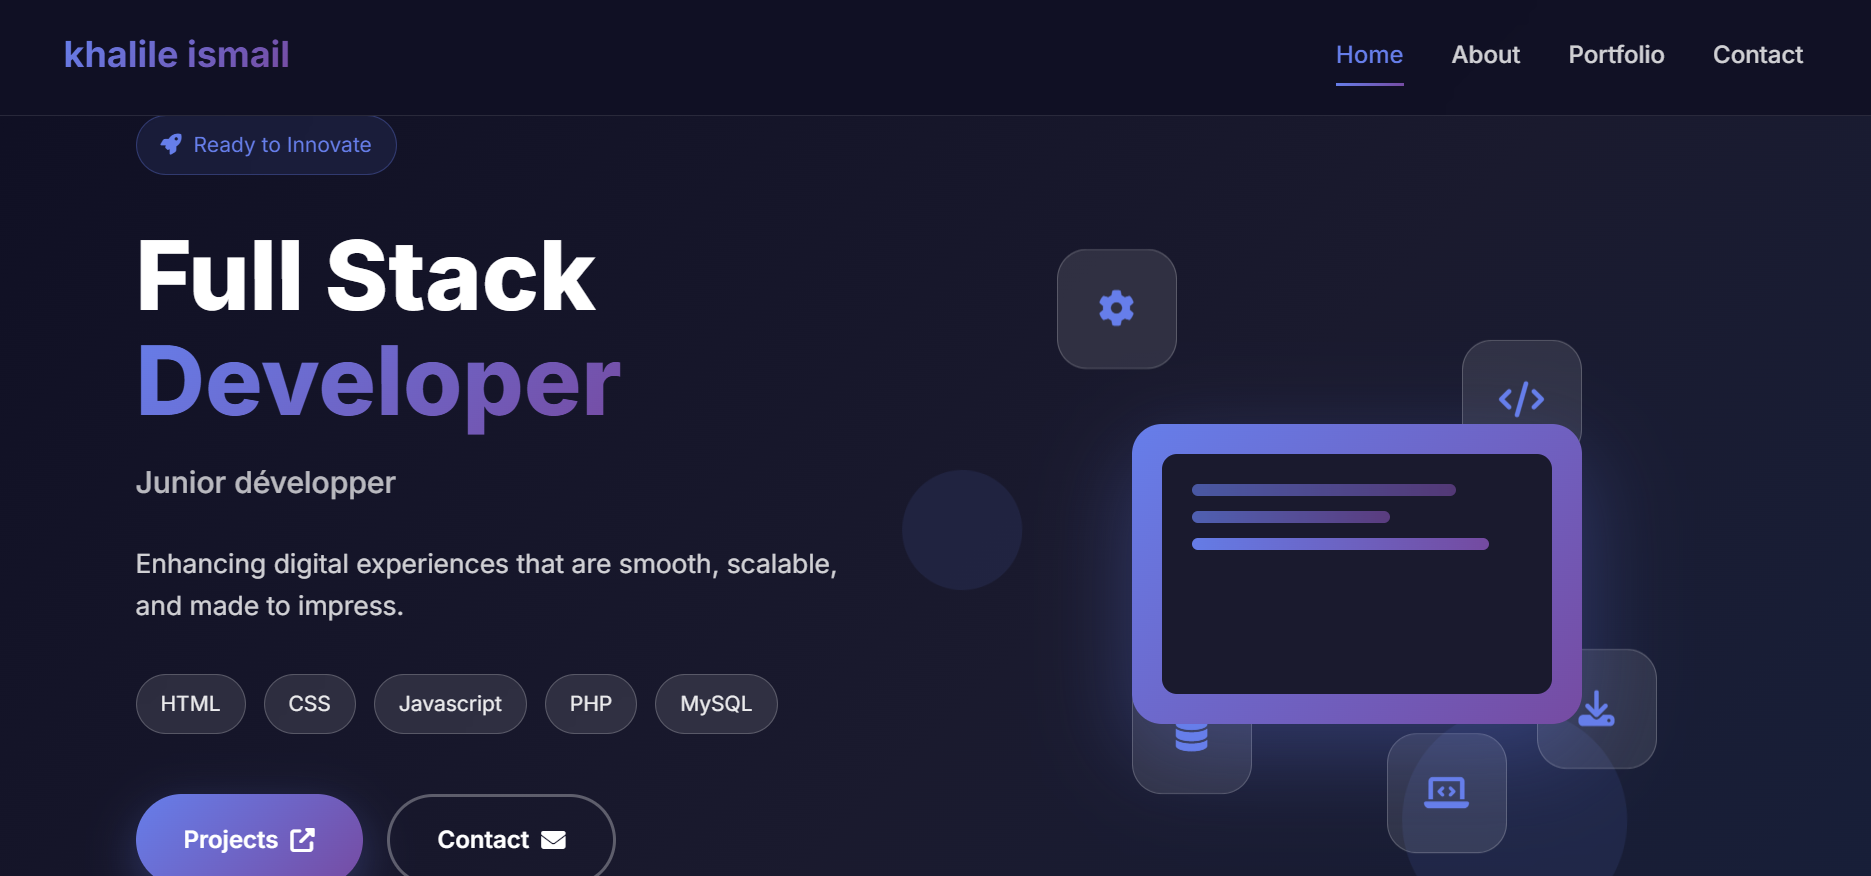 khalile ismail
Home About Portfolio Contact
Ready to Innovate
Full Stack
Developer
Junior développer
Enhancing digital experiences that are smooth, scalable,
and made to impress.
HTML CSS Javascript PHP MySQL
Projects Contact